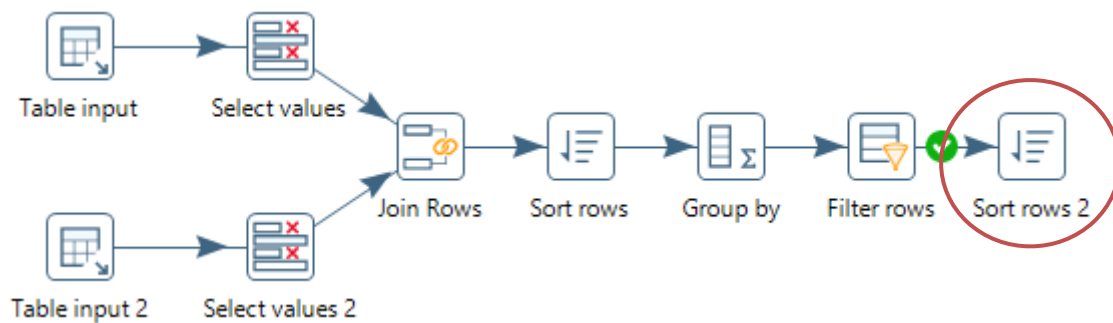 Table input
Select values
Join Rows
Sort rows
Group by
Filter rows
Sort rows 2
Table input 2
Select values 2